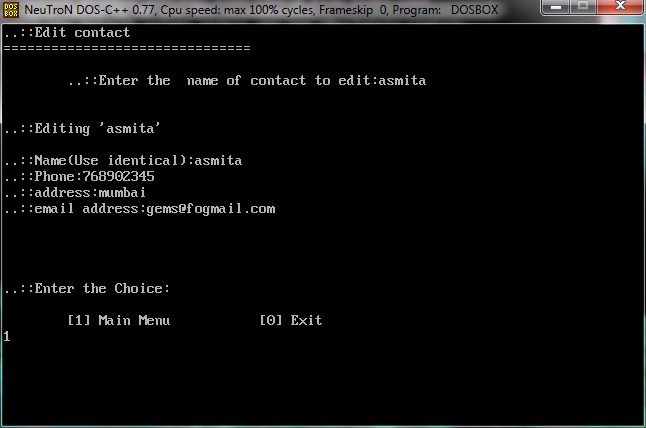 DOS BOX NeuTroN DOS-C++ 0.77, Cpu speed: max 100% cycles, Frameskip 0, Program: DOSBOX
..::Edit contact
===============================
..::Enter the  name of contact to edit:asmita
..::Editing 'asmita'
..::Name(Use identical):asmita
..::Phone:768902345
..::address:mumbai
..::email address:gems@fogmail.com
..::Enter the Choice:
[1] Main Menu [0] Exit
1